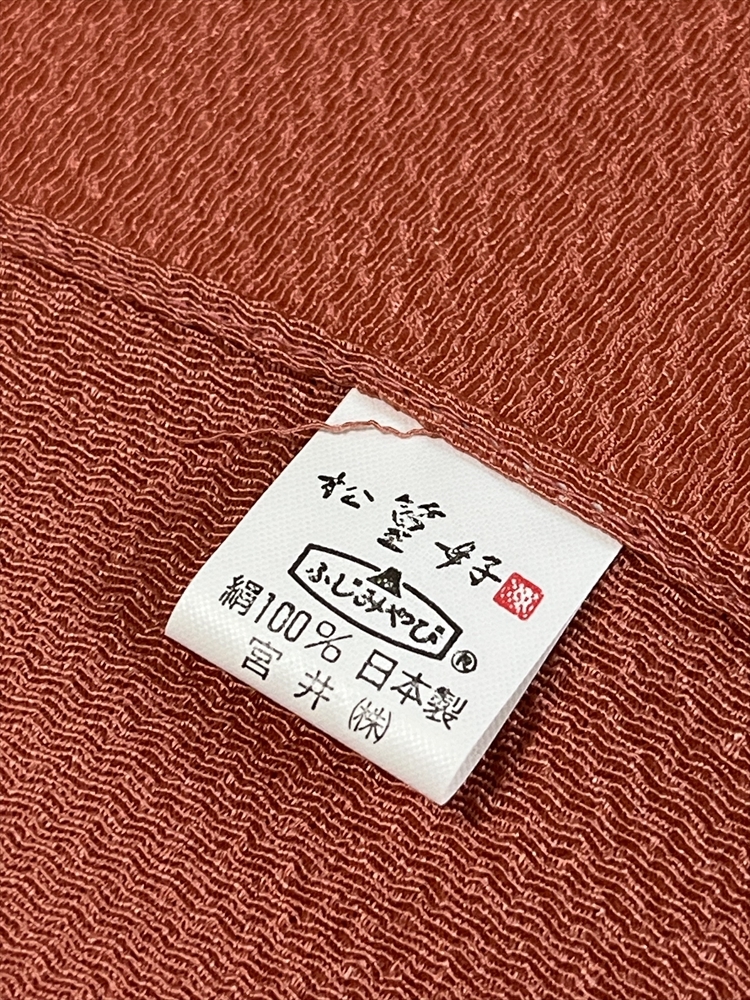 松篁好
ふじみやび
®
絹100% 日本製
宮井㈱